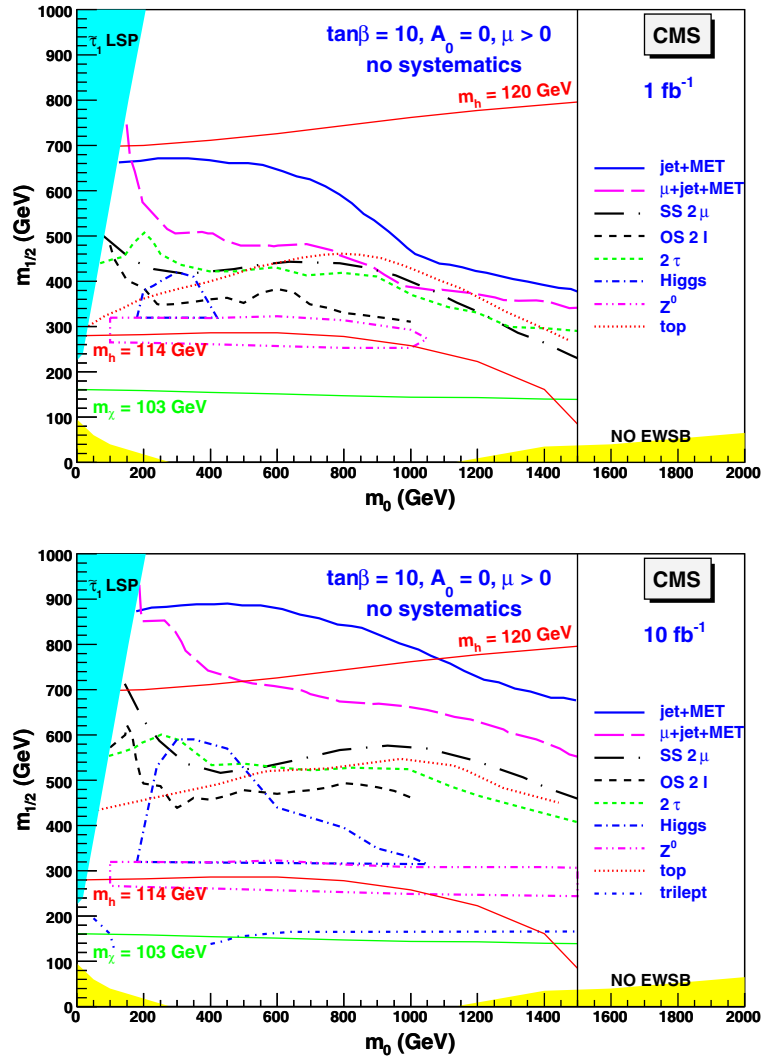 1000
900
800
700
600
500
400
300
200
100
0
m1/2 (GeV)
τ̃1 LSP
tanβ = 10, A0 = 0, μ > 0
no systematics
CMS
1 fb-1
mh = 120 GeV
jet+MET
μ+jet+MET
SS 2 μ
OS 2 l
2 τ
Higgs
Z0
top
mh = 114 GeV
mχ = 103 GeV
NO EWSB
0 200 400 600 800 1000 1200 1400 1600 1800 2000
m0 (GeV)
1000
900
800
700
600
500
400
300
200
100
0
m1/2 (GeV)
τ̃1 LSP
tanβ = 10, A0 = 0, μ > 0
no systematics
CMS
10 fb-1
mh = 120 GeV
jet+MET
μ+jet+MET
SS 2 μ
OS 2 l
2 τ
Higgs
Z0
top
trilept
mh = 114 GeV
mχ = 103 GeV
NO EWSB
0 200 400 600 800 1000 1200 1400 1600 1800 2000
m0 (GeV)